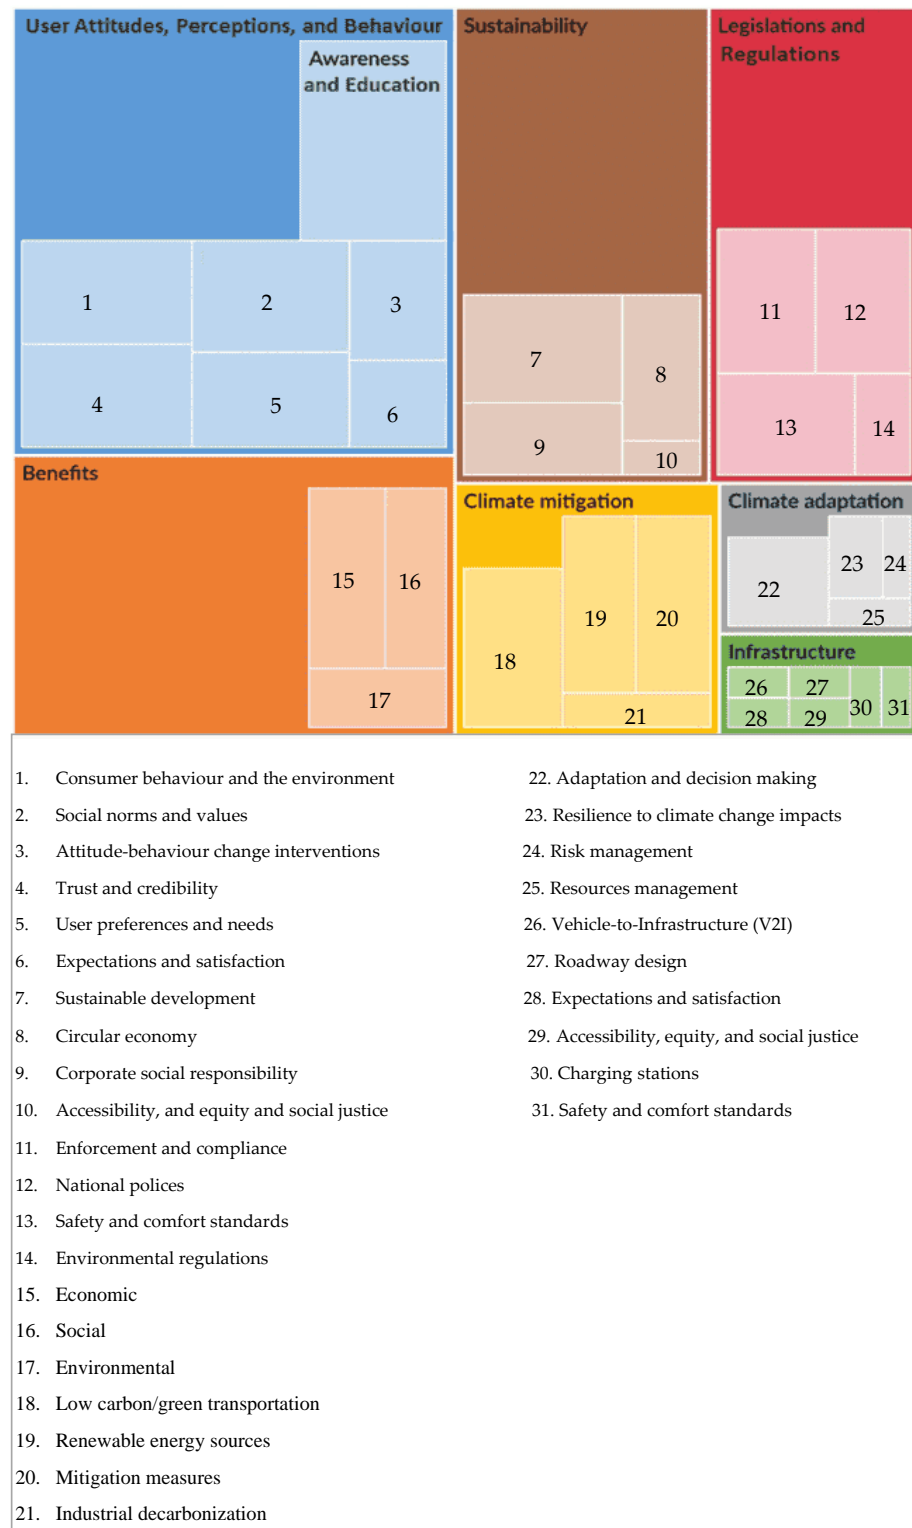 User Attitudes, Perceptions, and Behaviour
Awareness
and Education
1
2
3
4
5
6
Sustainability
7
8
9
10
Legislations and
Regulations
11
12
13
14
Benefits
15
16
17
Climate mitigation
18
19
20
21
Climate adaptation
22
23
24
25
Infrastructure
26
27
28
29
30
31
1. Consumer behaviour and the environment
2. Social norms and values
3. Attitude-behaviour change interventions
4. Trust and credibility
5. User preferences and needs
6. Expectations and satisfaction
7. Sustainable development
8. Circular economy
9. Corporate social responsibility
10. Accessibility, and equity and social justice
11. Enforcement and compliance
12. National polices
13. Safety and comfort standards
14. Environmental regulations
15. Economic
16. Social
17. Environmental
18. Low carbon/green transportation
19. Renewable energy sources
20. Mitigation measures
21. Industrial decarbonization
22. Adaptation and decision making
23. Resilience to climate change impacts
24. Risk management
25. Resources management
26. Vehicle-to-Infrastructure (V2I)
27. Roadway design
28. Expectations and satisfaction
29. Accessibility, equity, and social justice
30. Charging stations
31. Safety and comfort standards